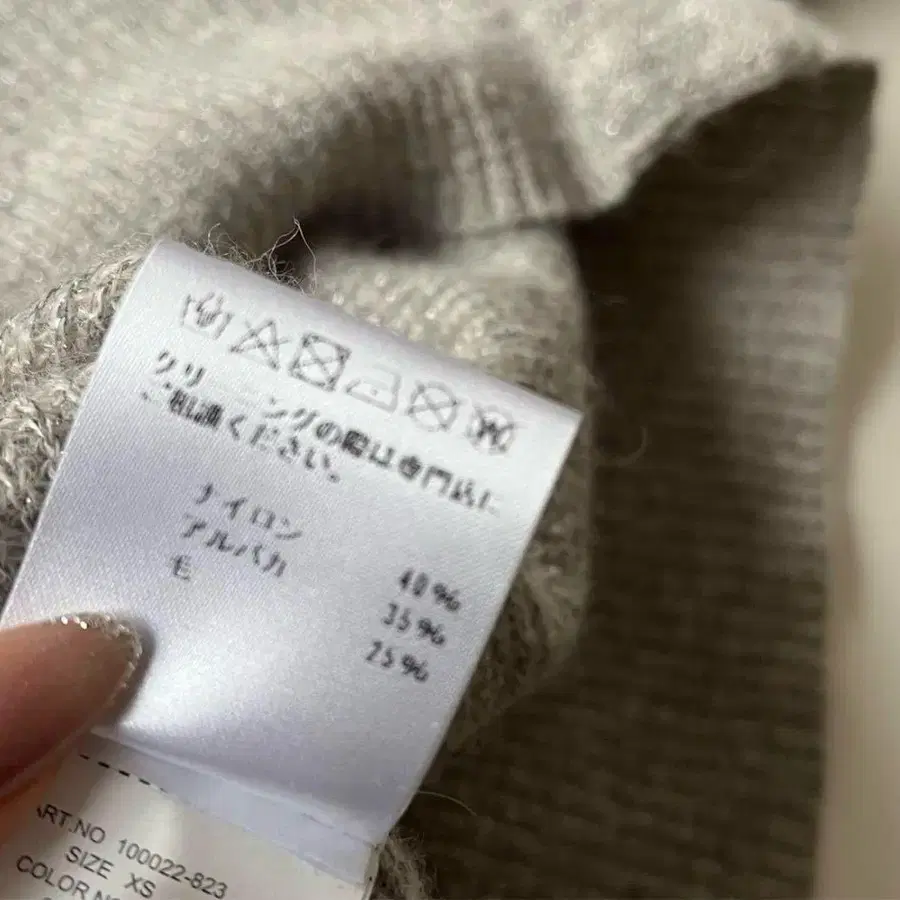 クリーニングの際は専門店に
ご相談ください。
ナイロン 40%
アルパカ 35%
毛 25%
ART.NO 100022-823
SIZE XS
COLOR.NO